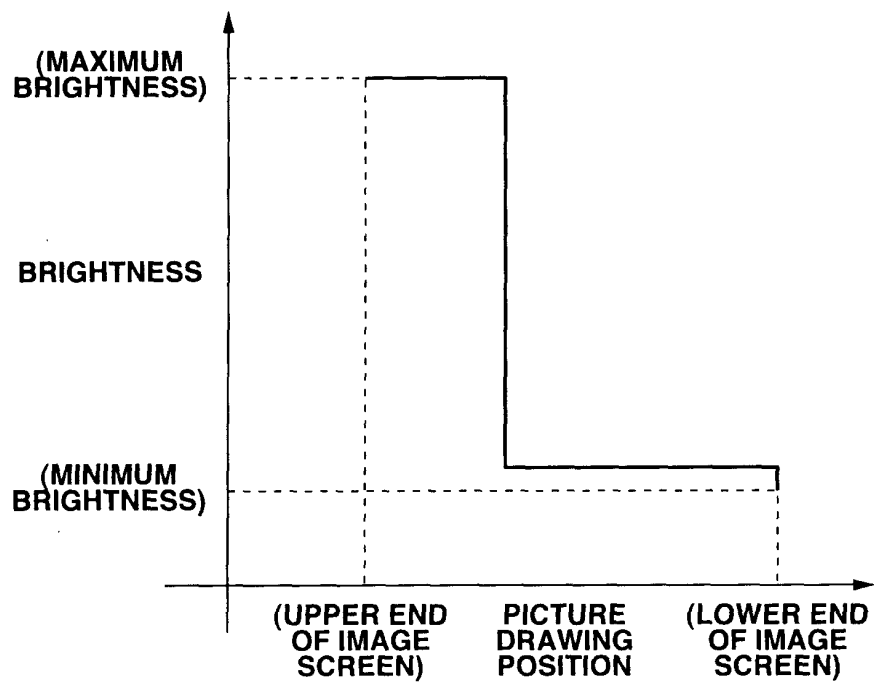 (MAXIMUM
BRIGHTNESS)
BRIGHTNESS
(MINIMUM
BRIGHTNESS)
(UPPER END
OF IMAGE
SCREEN)
PICTURE
DRAWING
POSITION
(LOWER END
OF IMAGE
SCREEN)